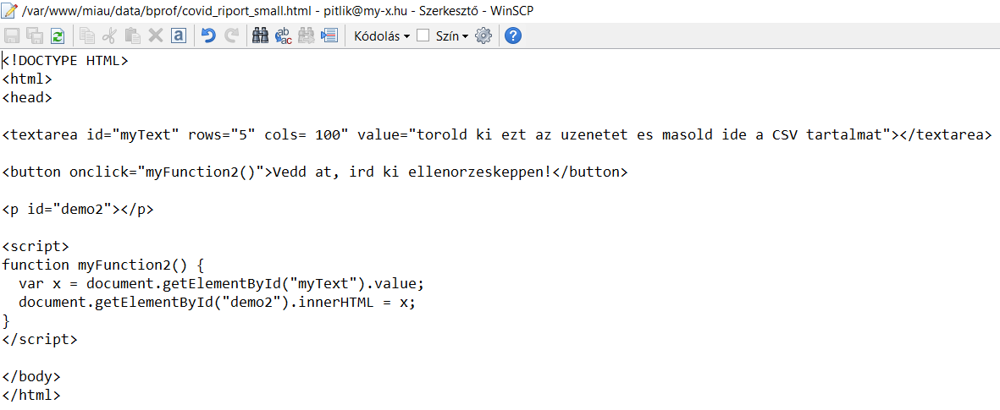 /var/www/miau/data/bprof/covid_riport_small.html - pitlik@my-x.hu - Szerkesztő - WinSCP
Kódolás Szín
<!DOCTYPE HTML>
<html>
<head>
<textarea id="myText" rows="5" cols= 100" value="torold ki ezt az uzenetet es masold ide a CSV tartalmat"></textarea>
<button onclick="myFunction2()">Vedd at, ird ki ellenorzeskeppen!</button>
<p id="demo2"></p>
<script>
function myFunction2() {
  var x = document.getElementById("myText").value;
  document.getElementById("demo2").innerHTML = x;
}
</script>
</body>
</html>